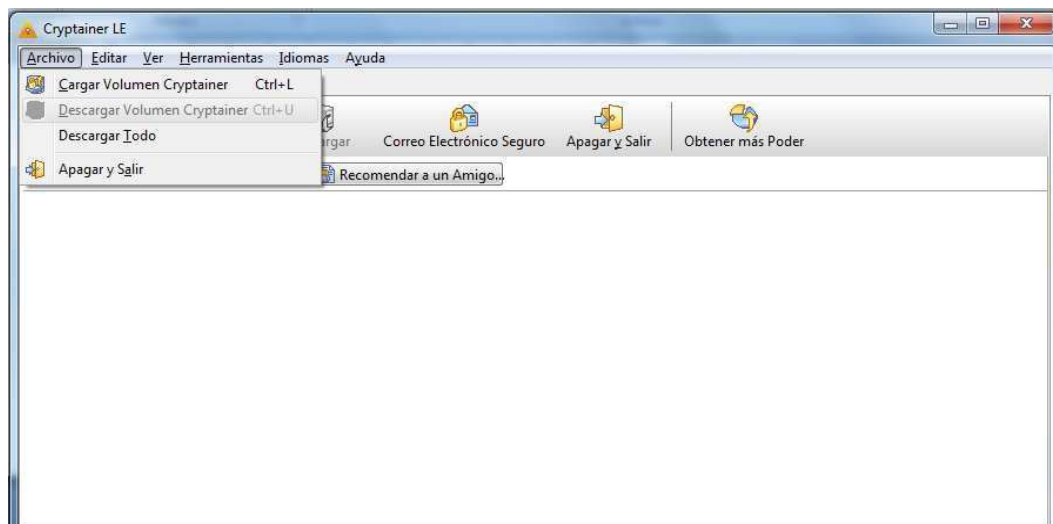 Cryptainer LE
Archivo Editar Ver Herramientas Idiomas Ayuda
Cargar Volumen Cryptainer Ctrl+L
Descargar Volumen Cryptainer Ctrl+U
Descargar Todo
Apagar y Salir
Correo Electrónico Seguro Apagar y Salir Obtener más Poder
Recomendar a un Amigo...